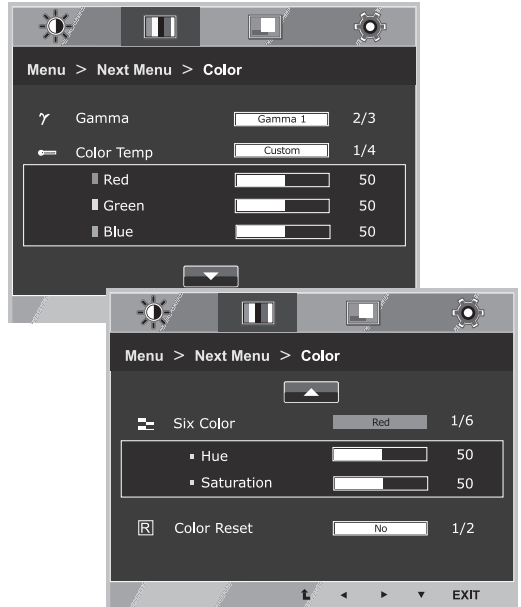 Menu > Next Menu > Color
γ Gamma Gamma 1 2/3
Color Temp Custom 1/4
Red 50
Green 50
Blue 50
Menu > Next Menu > Color
Six Color Red 1/6
Hue 50
Saturation 50
R Color Reset No 1/2
EXIT